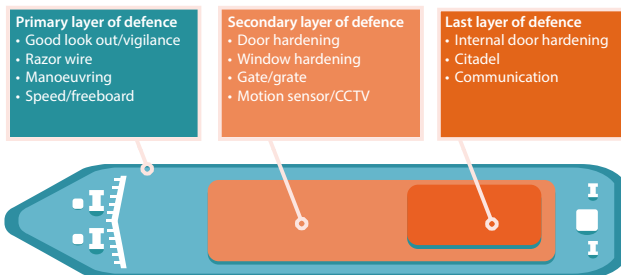 Primary layer of defence
• Good look out/vigilance
• Razor wire
• Manoeuvring
• Speed/freeboard
Secondary layer of defence
• Door hardening
• Window hardening
• Gate/grate
• Motion sensor/CCTV
Last layer of defence
• Internal door hardening
• Citadel
• Communication